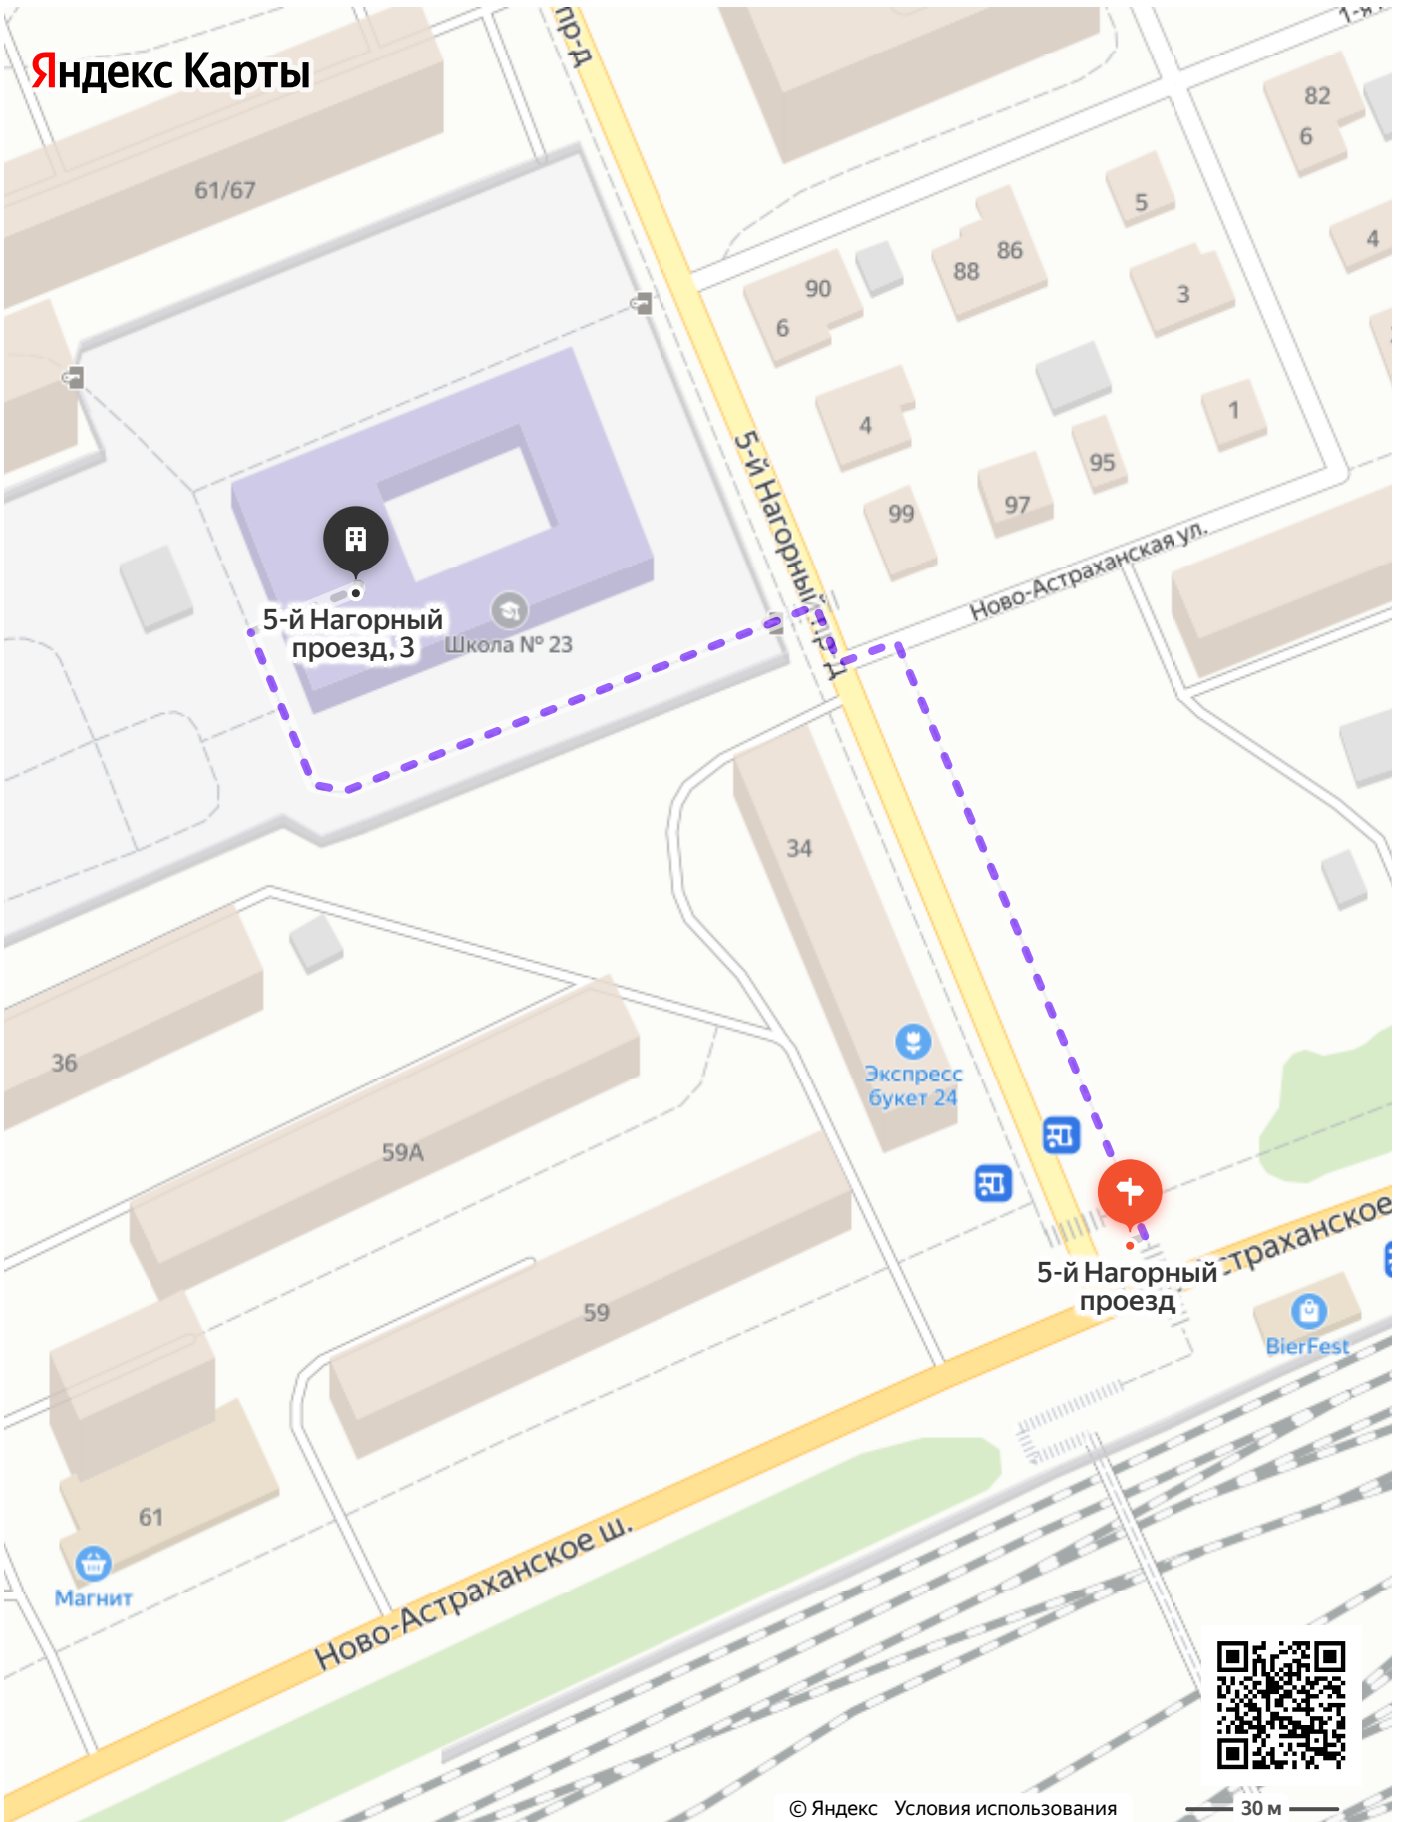 пр-д
1-я
Яндекс Карты
82
6
61/67
5
4
86
88
90
3
6
1
4
5-й Нагорный пр-д
95
97
99
Ново-Астраханская ул.
5-й Нагорный
проезд, 3
Школа № 23
34
Экспресс
букет 24
36
59А
страханское
5-й Нагорный
проезд
59
BierFest
61
Ново-Астраханское ш.
Магнит
© Яндекс Условия использования
30 м